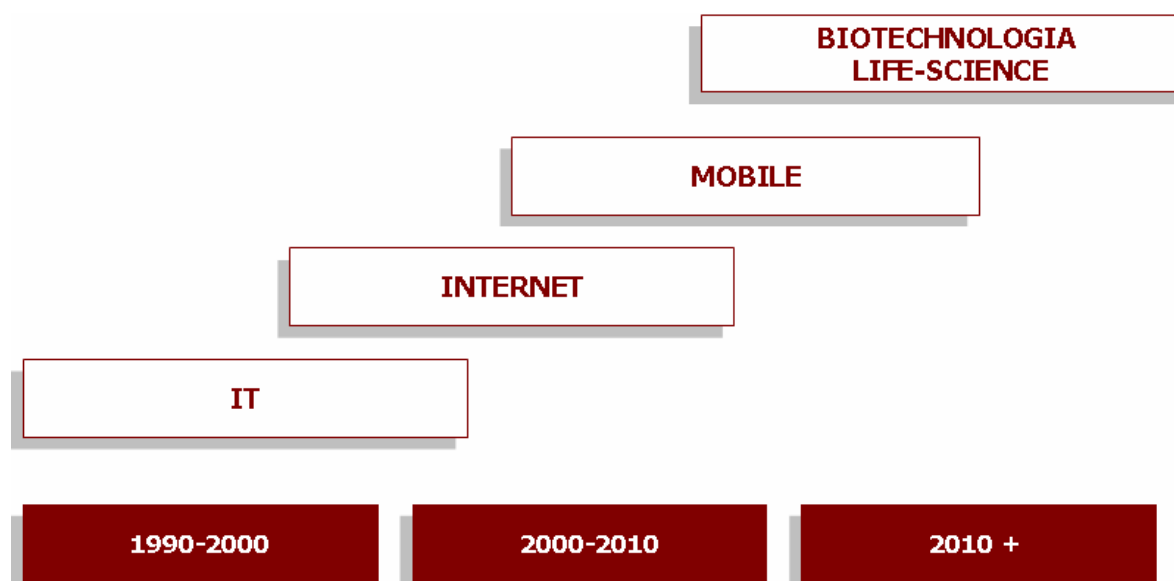 BIOTECHNOLOGIA
LIFE-SCIENCE
MOBILE
INTERNET
IT
1990-2000
2000-2010
2010 +